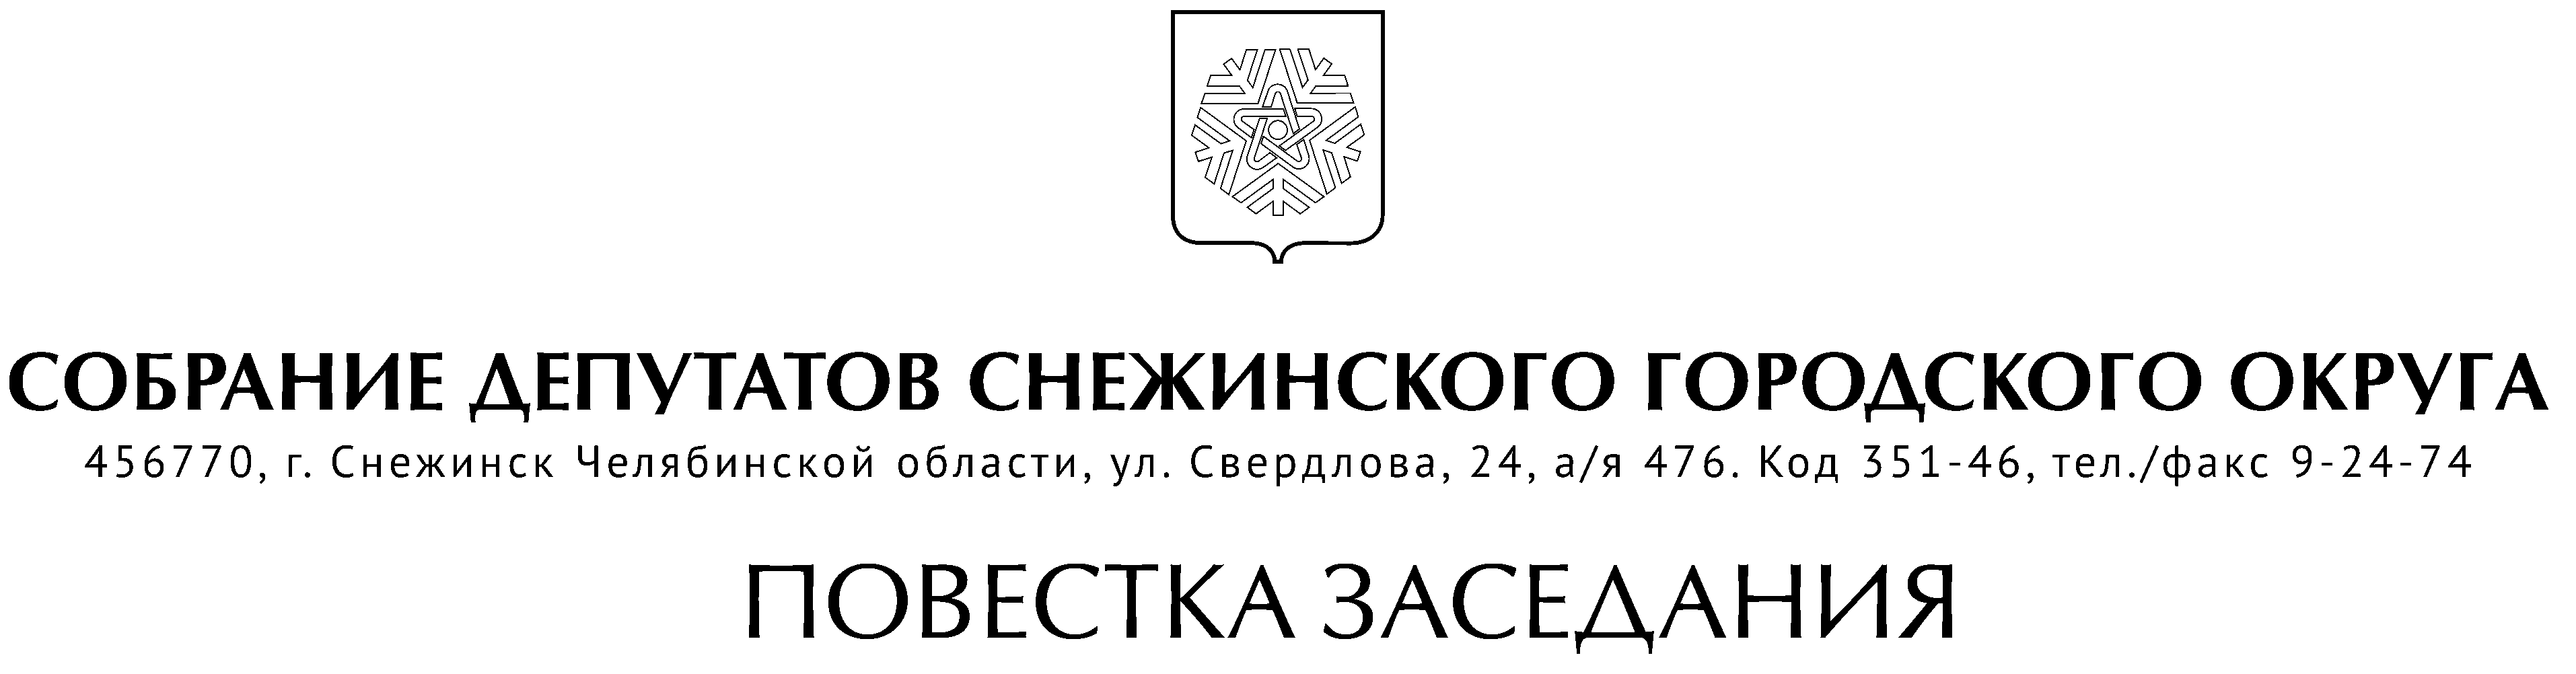 СОБРАНИЕ ДЕПУТАТОВ СНЕЖИНСКОГО ГОРОДСКОГО ОКРУГА
456770, г. Снежинск Челябинской области, ул. Свердлова, 24, а/я 476. Код 351-46, тел./факс 9-24-74
ПОВЕСТКА ЗАСЕДАНИЯ